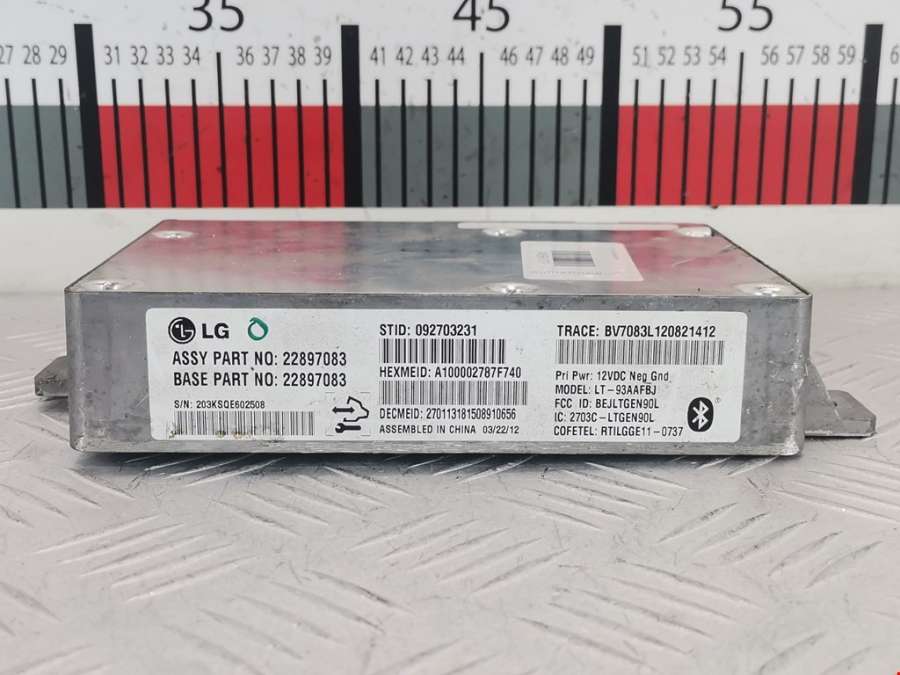 35 45 55
27 28 29 31 32 33 34 36 37 38 39 41 42 43 44 46 47 48 49 51 52 53 54 56 57 58 59
LG
ASSY PART NO: 22897083
BASE PART NO: 22897083
S/N: 203KSQE602508
STID: 092703231
HEXMEID: A100002787F740
DECMEID: 270113181508910656
ASSEMBLED IN CHINA 03/22/12
TRACE: BV7083L120821412
Pri Pwr: 12VDC Neg Gnd
MODEL: LT-93AAFBJ
FCC ID: BEJLTGEN90L
IC: 2703C-LTGEN90L
COFETEL: RTILGGE11-0737